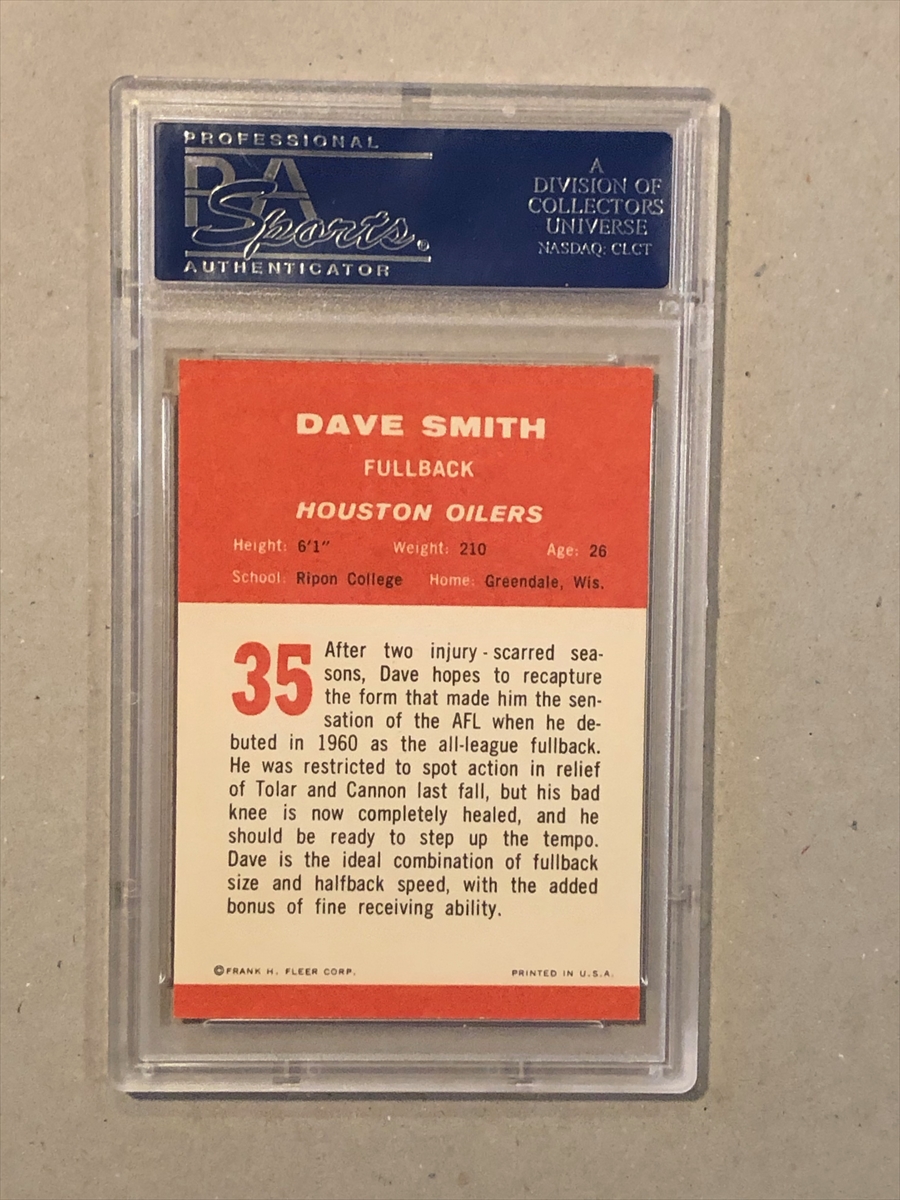 PROFESSIONAL
PSA
Sports®
AUTHENTICATOR
A
DIVISION OF
COLLECTORS
UNIVERSE
NASDAQ: CLCT
DAVE SMITH
FULLBACK
HOUSTON OILERS
Height: 6'1" Weight: 210 Age: 26
School: Ripon College Home: Greendale, Wis.
35
After two injury-scarred sea-
sons, Dave hopes to recapture
the form that made him the sen-
sation of the AFL when he de-
buted in 1960 as the all-league fullback.
He was restricted to spot action in relief
of Tolar and Cannon last fall, but his bad
knee is now completely healed, and he
should be ready to step up the tempo.
Dave is the ideal combination of fullback
size and halfback speed, with the added
bonus of fine receiving ability.
©FRANK H. FLEER CORP. PRINTED IN U.S.A.